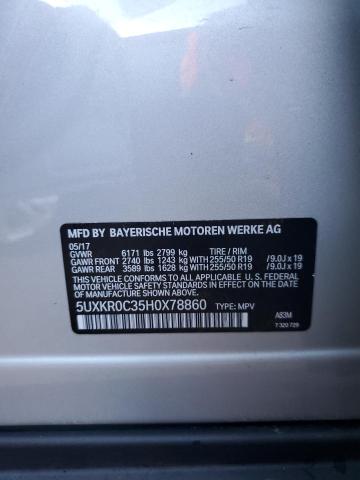 MFD BY BAYERISCHE MOTOREN WERKE AG
05/17
GVWR 6171 lbs 2799 kg TIRE / RIM
GAWR FRONT 2740 lbs 1243 kg WITH 255/50 R19 /9.0J x 19
GAWR REAR 3589 lbs 1628 kg WITH 255/50 R19 /9.0J x 19
THIS VEHICLE CONFORMS TO ALL APPLICABLE U.S. FEDERAL
MOTOR VEHICLE SAFETY STANDARDS IN EFFECT ON THE
DATE OF MANUFACTURE SHOWN ABOVE.
5UXKR0C35H0X78860 TYPE: MPV
A83M
7 320 729